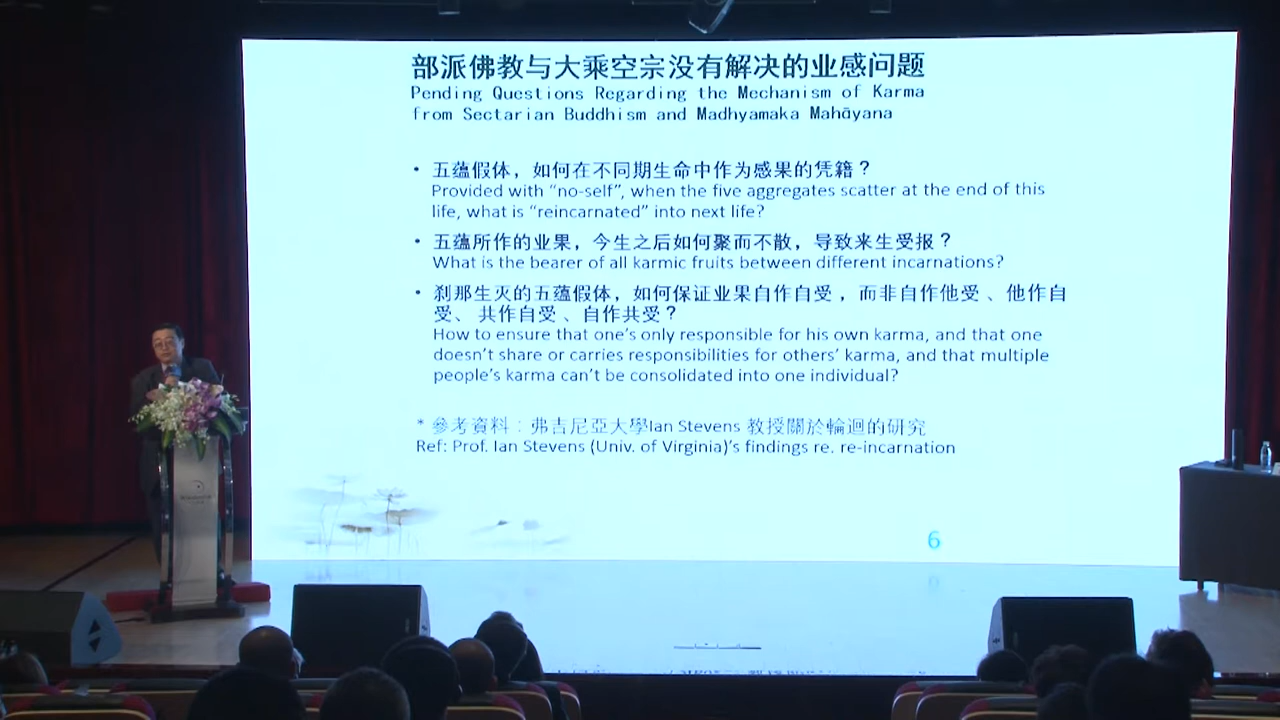 部派佛教与大乘空宗没有解决的业感问题
Pending Questions Regarding the Mechanism of Karma
from Sectarian Buddhism and Madhyamaka Mahāyana
• 五蕴假体，如何在不同期生命中作为感果的凭籍？
Provided with “no-self”, when the five aggregates scatter at the end of this
life, what is “reincarnated” into next life?
• 五蕴所作的业果，今生之后如何聚而不散，导致来生受报？
What is the bearer of all karmic fruits between different incarnations?
• 刹那生灭的五蕴假体，如何保证业果自作自受 ，而非自作他受 、他作自
受、 共作自受 、自作共受？
How to ensure that one’s only responsible for his own karma, and that one
doesn’t share or carries responsibilities for others’ karma, and that multiple
people’s karma can’t be consolidated into one individual?
* 參考資料：弗吉尼亞大學Ian Stevens 教授關於輪迴的研究
Ref: Prof. Ian Stevens (Univ. of Virginia)’s findings re. re-incarnation
6